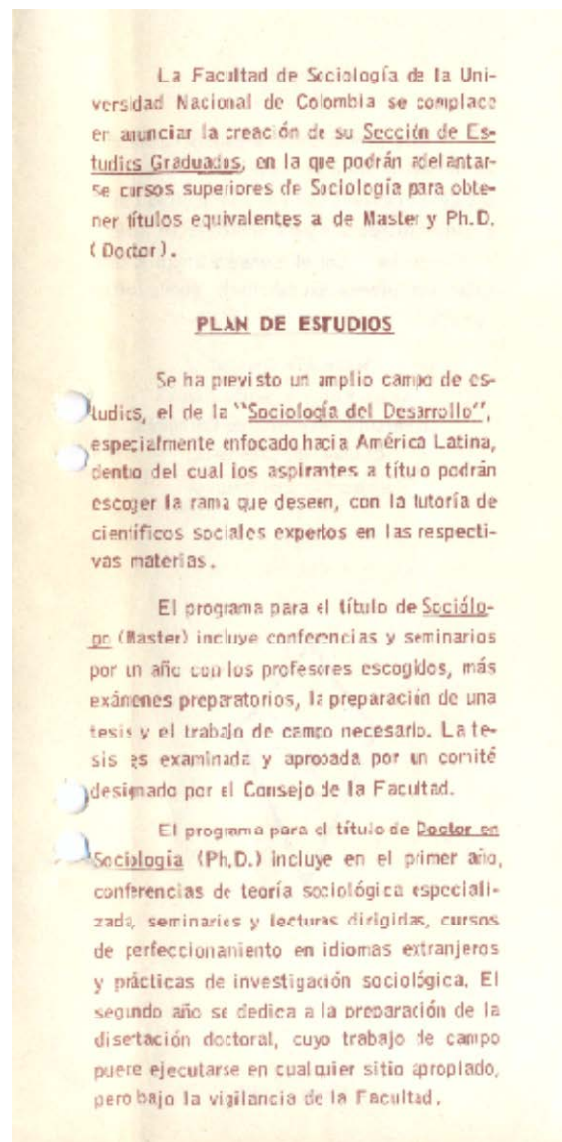 La Facultad de Sociología de la Uni-
versidad Nacional de Colombia se complace
en anunciar la creación de su Sección de Es-
tudios Graduados, en la que podrán adelantar-
se cursos superiores de Sociología para obte-
ner títulos equivalentes a de Master y Ph.D.
(Doctor).
PLAN DE ESTUDIOS
Se ha previsto un amplio campo de es-
tudios, el de la "Sociología del Desarrollo",
especialmente enfocado hacia América Latina,
dentro del cual los aspirantes a título podrán
escoger la rama que deseen, con la tutoría de
científicos sociales expertos en las respecti-
vas materias.
El programa para el título de Sociólo-
go (Master) incluye conferencias y seminarios
por un año con los profesores escogidos, más
exámenes preparatorios, la preparación de una
tesis y el trabajo de campo necesario. La te-
sis es examinada y aprobada por un comité
designado por el Consejo de la Facultad.
El programa para el título de Doctor en
Sociología (Ph.D.) incluye en el primer año,
conferencias de teoría sociológica especiali-
zada, seminarios y lecturas dirigidas, cursos
de perfeccionamiento en idiomas extranjeros
y prácticas de investigación sociológica. El
segundo año se dedica a la preparación de la
disertación doctoral, cuyo trabajo de campo
puere ejecutarse en cualquier sitio apropiado,
pero bajo la vigilancia de la Facultad.